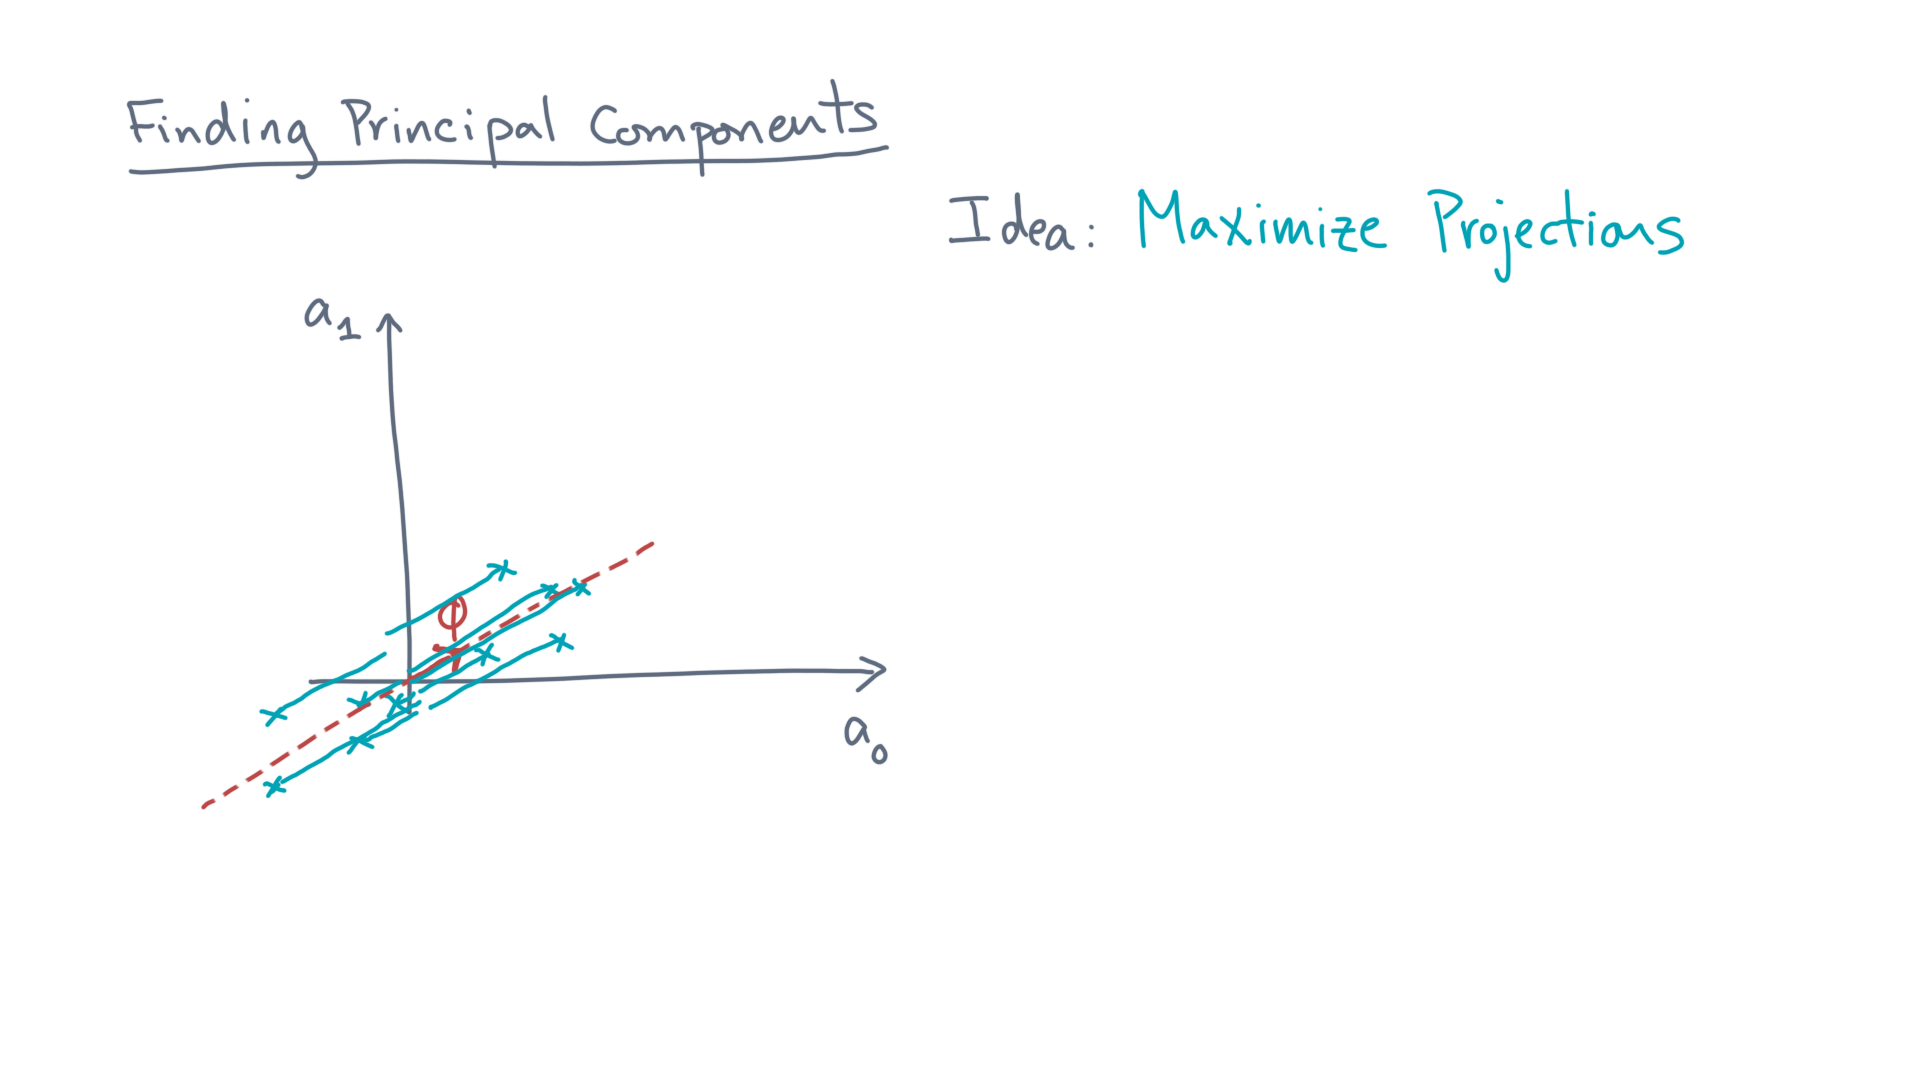 Finding Principal Components
Idea: Maximize Projections
a₁
ϕ
a₀